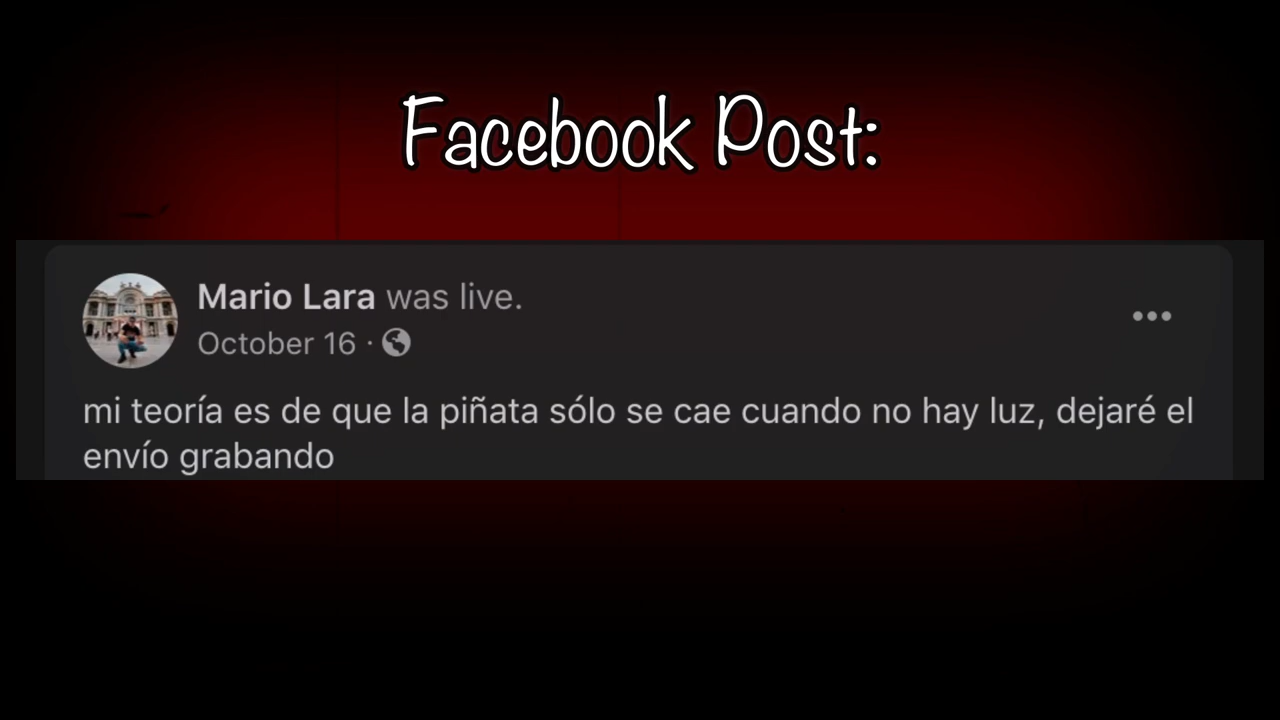 Facebook Post:
Mario Lara was live.
October 16 ·
mi teoría es de que la piñata sólo se cae cuando no hay luz, dejaré el
envío grabando